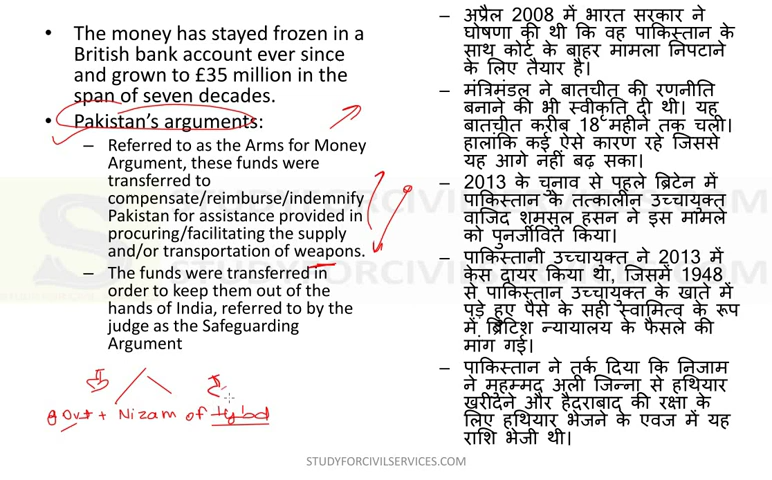 • The money has stayed frozen in a
British bank account ever since
and grown to £35 million in the
span of seven decades.
• Pakistan's arguments:
– Referred to as the Arms for Money
Argument, these funds were
transferred to
compensate/reimburse/indemnify
Pakistan for assistance provided in
procuring/facilitating the supply
and/or transportation of weapons.
– The funds were transferred in
order to keep them out of the
hands of India, referred to by the
judge as the Safeguarding
Argument
govt + Nizam of Hybd
– अप्रैल 2008 में भारत सरकार ने
घोषणा की थी कि वह पाकिस्तान के
साथ कोर्ट के बाहर मामला निपटाने
के लिए तैयार है।
– मंत्रिमंडल ने बातचीत की रणनीति
बनाने की भी स्वीकृति दी थी। यह
बातचीत करीब 18 महीने तक चली।
हालांकि कई ऐसे कारण रहे जिससे
यह आगे नहीं बढ़ सका।
– 2013 के चुनाव से पहले ब्रिटेन में
पाकिस्तान के तत्कालीन उच्चायुक्त
वाजिद शमसुल हसन ने इस मामले
को पुनर्जीवित किया।
– पाकिस्तानी उच्चायुक्त ने 2013 में
केस दायर किया था, जिसमें 1948
से पाकिस्तान उच्चायुक्त के खाते में
पड़े हुए पैसे के सही स्वामित्व के रूप
में ब्रिटिश न्यायालय के फैसले की
मांग गई।
– पाकिस्तान ने तर्क दिया कि निजाम
ने मुहम्मद अली जिन्ना से हथियार
खरीदने और हैदराबाद की रक्षा के
लिए हथियार भेजने के एवज में यह
राशि भेजी थी।
STUDYFORCIVILSERVICES.COM